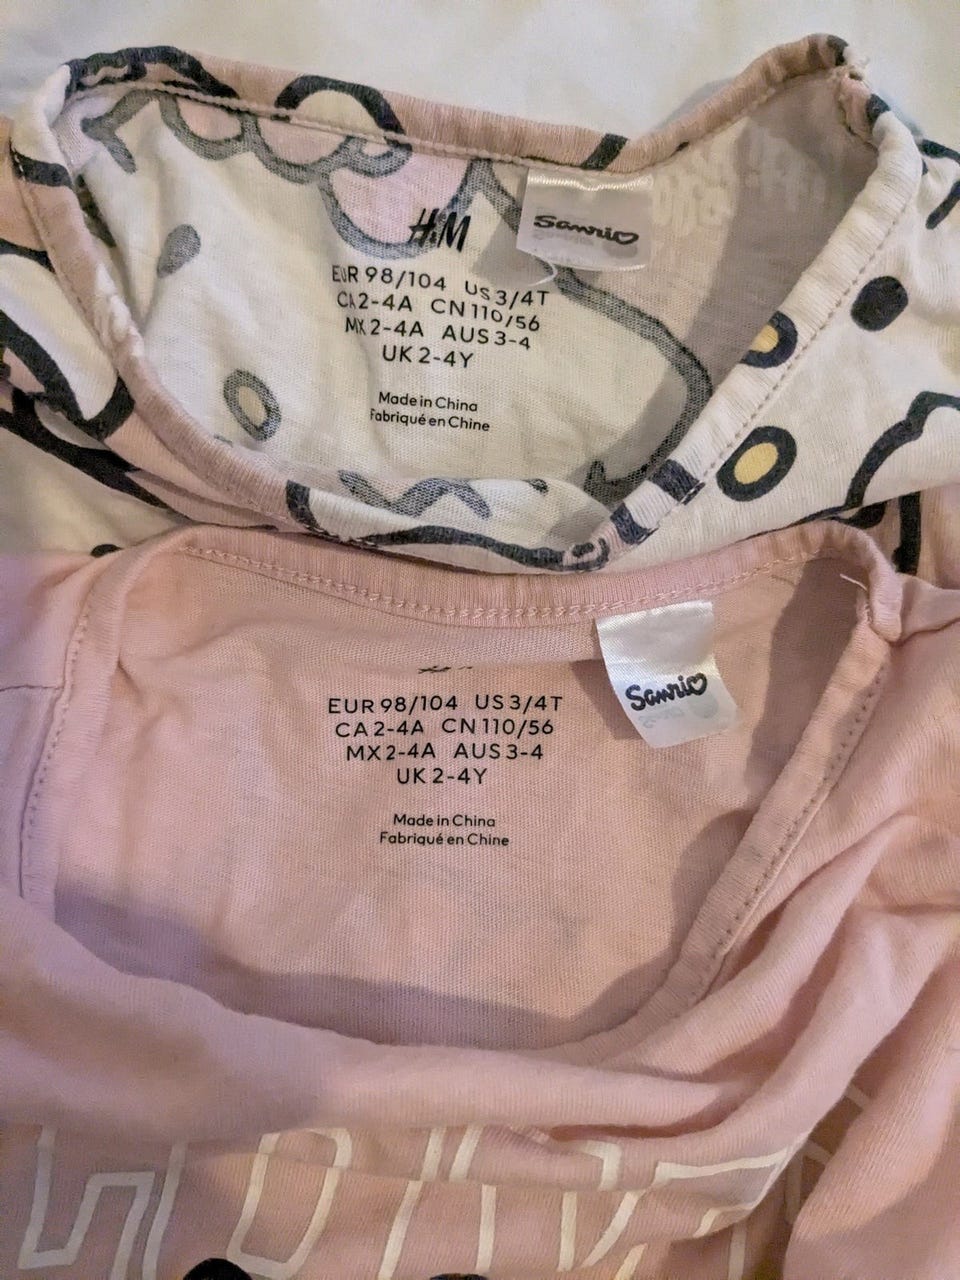 H&M
Sanrio
EUR 98/104 US 3/4T
CA 2-4A CN 110/56
MX 2-4A AUS 3-4
UK 2-4Y
Made in China
Fabriqué en Chine
Sanrio
EUR 98/104 US 3/4T
CA 2-4A CN 110/56
MX 2-4A AUS 3-4
UK 2-4Y
Made in China
Fabriqué en Chine